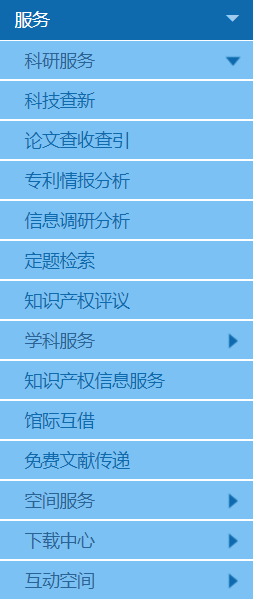 服务
科研服务
科技查新
论文查收查引
专利情报分析
信息调研分析
定题检索
知识产权评议
学科服务
知识产权信息服务
馆际互借
免费文献传递
空间服务
下载中心
互动空间